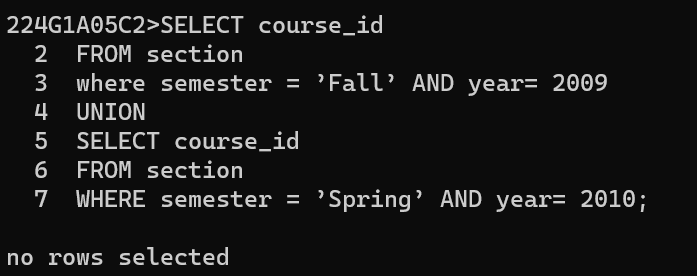 224G1A05C2>SELECT course_id
2 FROM section
3 where semester = ’Fall’ AND year= 2009
4 UNION
5 SELECT course_id
6 FROM section
7 WHERE semester = ’Spring’ AND year= 2010;
no rows selected